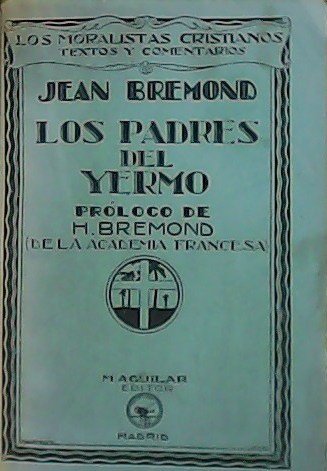 LOS MORALISTAS CRISTIANOS
TEXTOS Y COMENTARIOS
JEAN BREMOND
LOS PADRES
DEL
YERMO
PRÓLOGO DE
H. BREMOND
(DE LA ACADEMIA FRANCESA)
M. AGUILAR
EDITOR
MADRID